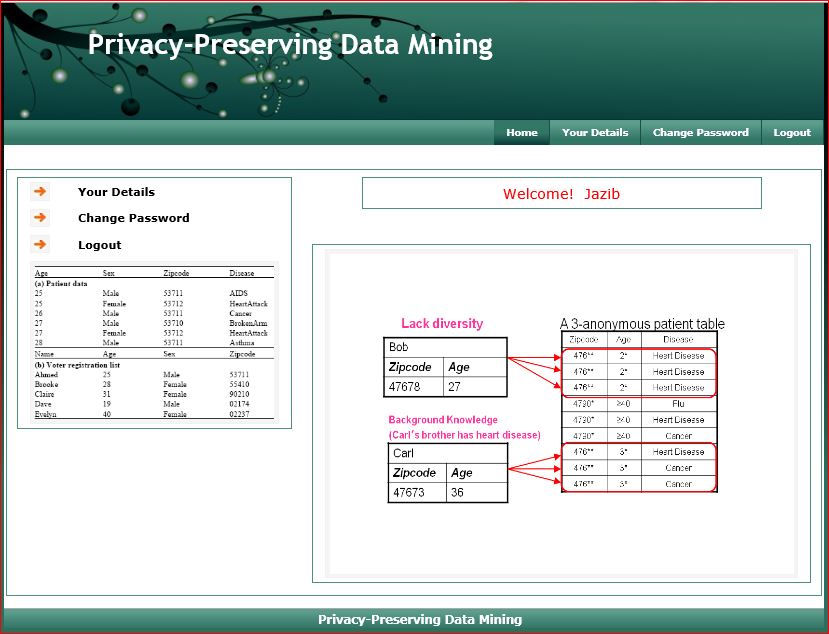 Privacy-Preserving Data Mining
Home Your Details Change Password Logout
Your Details
Change Password
Logout
Age Sex Zipcode Disease
(a) Patient data
25 Male 53711 AIDS
25 Female 53712 HeartAttack
26 Male 53711 Cancer
27 Male 53710 BrokenArm
27 Female 53712 HeartAttack
28 Male 53711 Asthma
Name Age Sex Zipcode
(b) Voter registration list
Ahmed 25 Male 53711
Brooke 28 Female 55410
Claire 31 Female 90210
Dave 19 Male 02174
Evelyn 40 Female 02237
Welcome! Jazib
Lack diversity
Bob
Zipcode Age
47678 27
Background Knowledge
(Carl's brother has heart disease)
Carl
Zipcode Age
47673 36
A 3-anonymous patient table
Zipcode Age Disease
476** 2* Heart Disease
476** 2* Heart Disease
476** 2* Heart Disease
4790* ≥40 Flu
4790* ≥40 Heart Disease
4790* ≥40 Cancer
476** 3* Heart Disease
476** 3* Cancer
476** 3* Cancer
Privacy-Preserving Data Mining